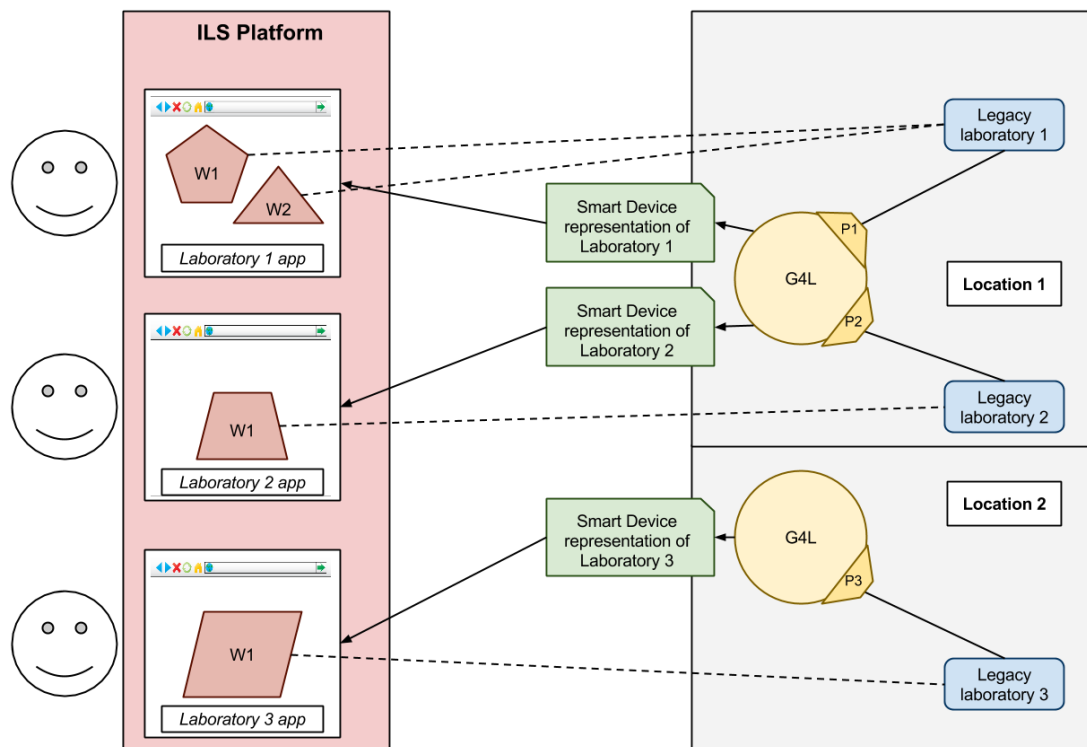 ILS Platform
W1
W2
Laboratory 1 app
W1
Laboratory 2 app
W1
Laboratory 3 app
Smart Device
representation of
Laboratory 1
Smart Device
representation of
Laboratory 2
Smart Device
representation of
Laboratory 3
Legacy
laboratory 1
P1
G4L
P2
Location 1
Legacy
laboratory 2
Location 2
G4L
P3
Legacy
laboratory 3